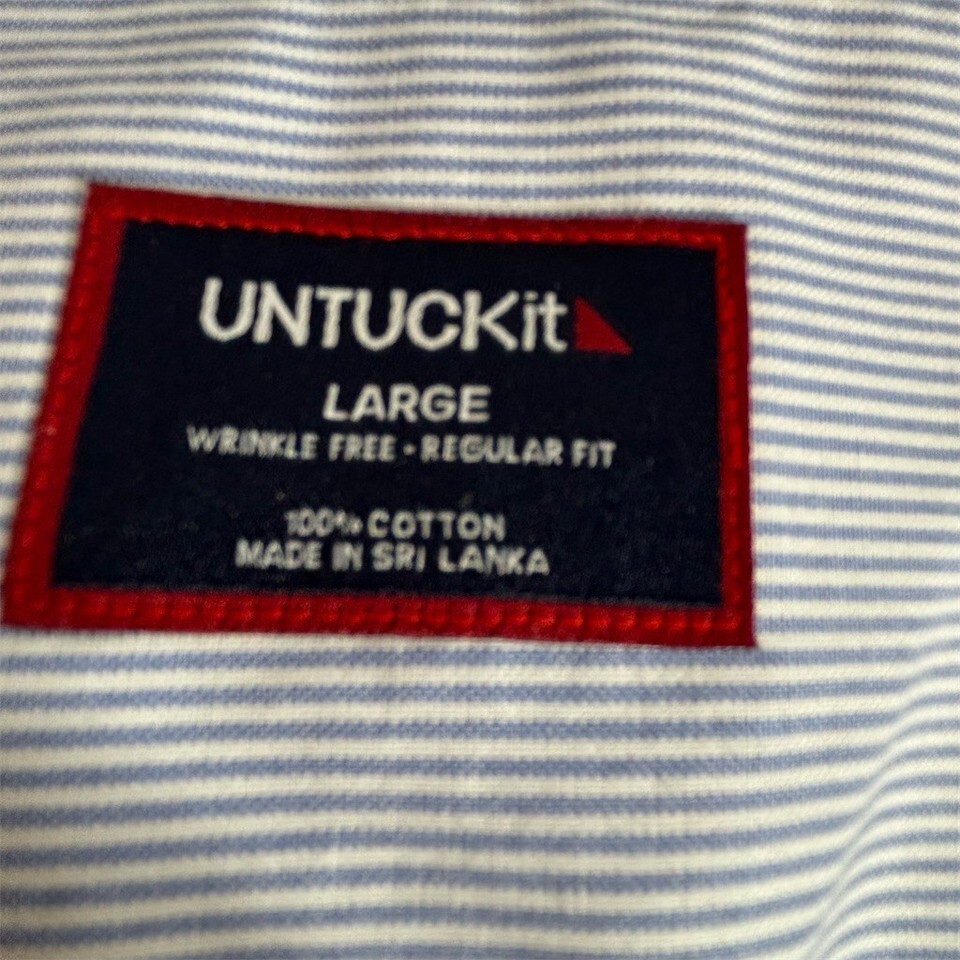 UNTUCKit
LARGE
WRINKLE FREE - REGULAR FIT
100% COTTON
MADE IN SRI LANKA